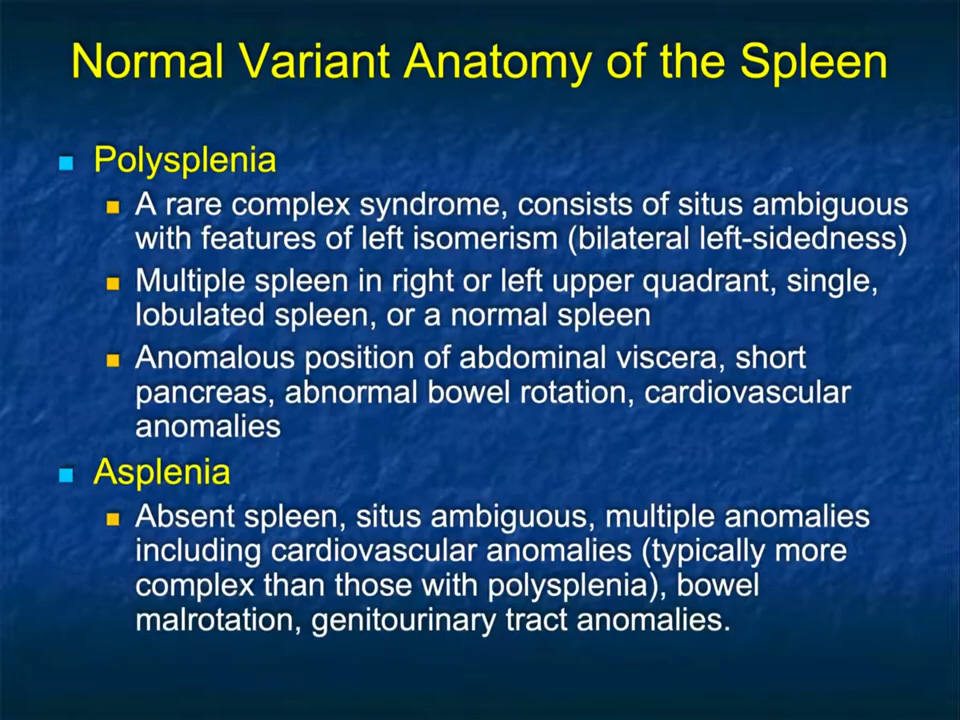 Normal Variant Anatomy of the Spleen
Polysplenia
A rare complex syndrome, consists of situs ambiguous
with features of left isomerism (bilateral left-sidedness)
Multiple spleen in right or left upper quadrant, single,
lobulated spleen, or a normal spleen
Anomalous position of abdominal viscera, short
pancreas, abnormal bowel rotation, cardiovascular
anomalies
Asplenia
Absent spleen, situs ambiguous, multiple anomalies
including cardiovascular anomalies (typically more
complex than those with polysplenia), bowel
malrotation, genitourinary tract anomalies.